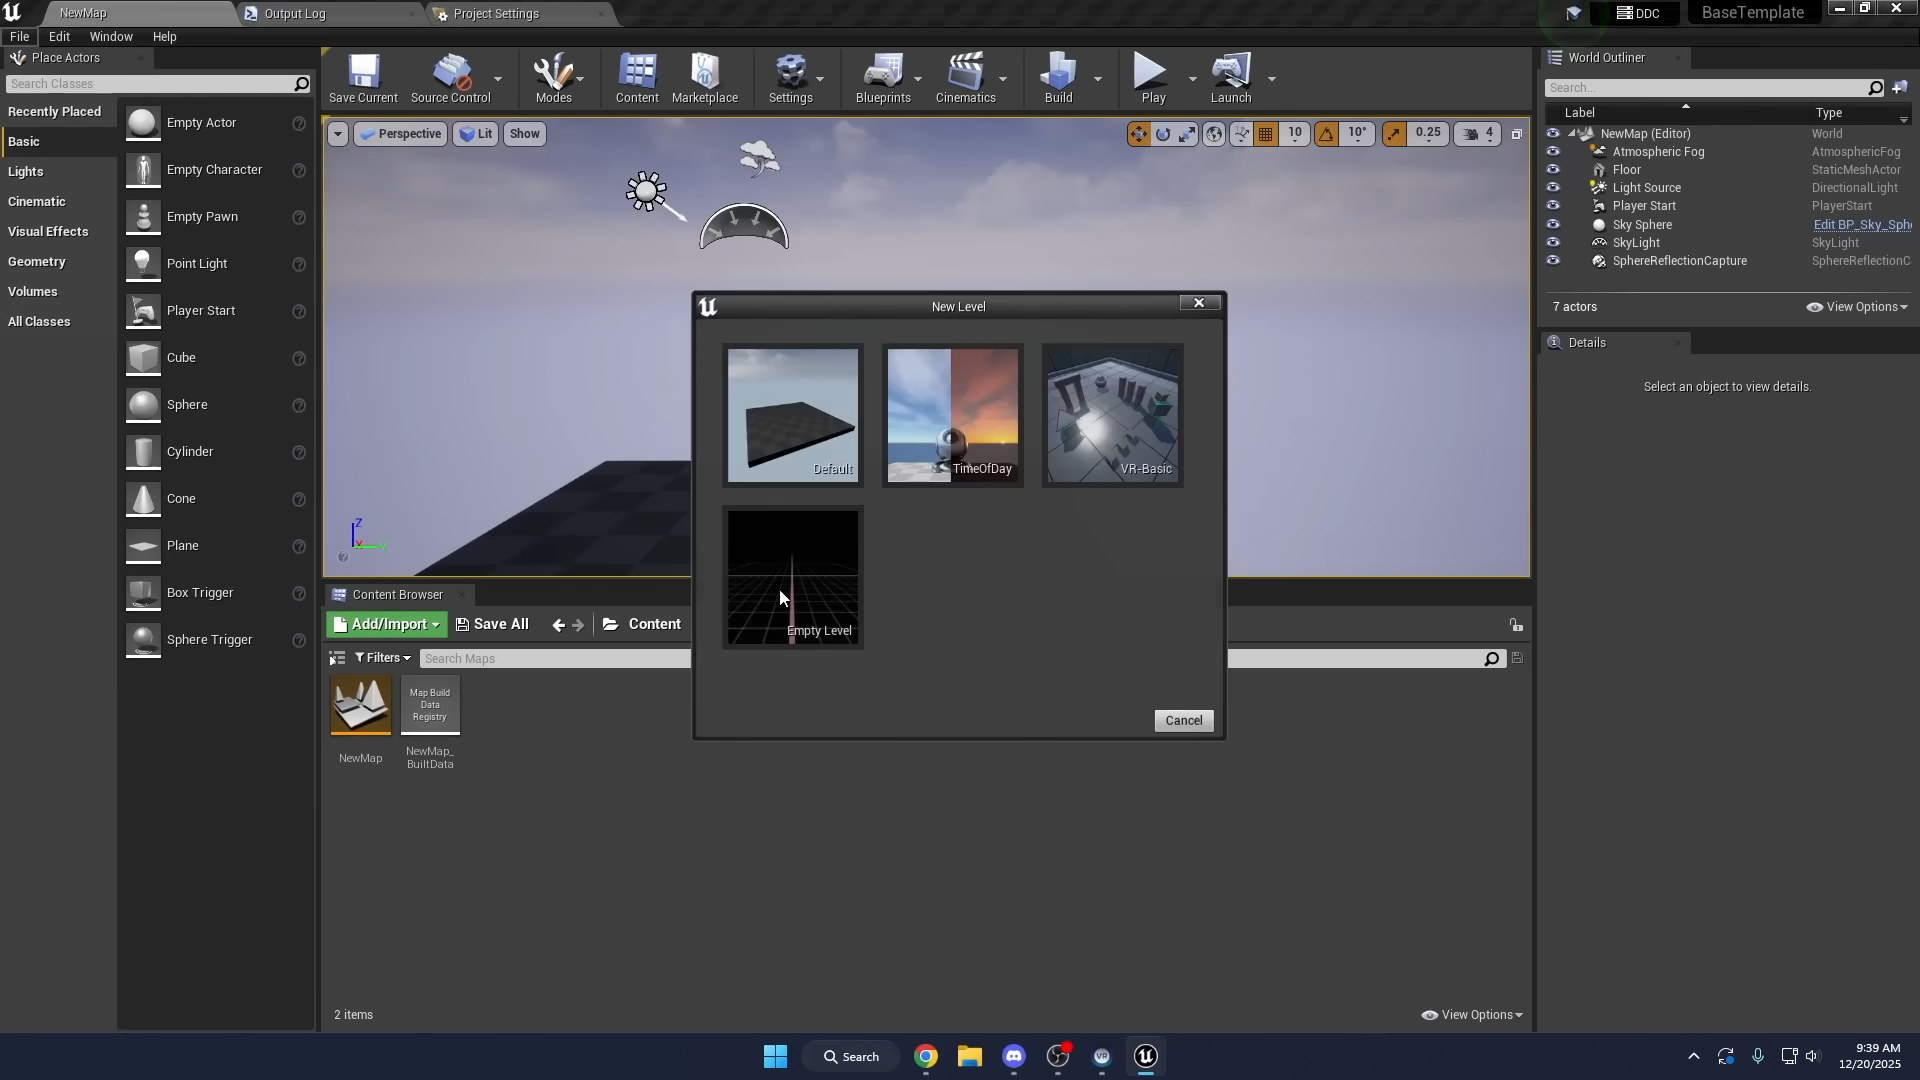 NewMap
Output Log
Project Settings
DDC
BaseTemplate
File
Edit
Window
Help
Place Actors
Search Classes
Recently Placed
Basic
Lights
Cinematic
Visual Effects
Geometry
Volumes
All Classes
Empty Actor
Empty Character
Empty Pawn
Point Light
Player Start
Cube
Sphere
Cylinder
Cone
Plane
Box Trigger
Sphere Trigger
Save Current
Source Control
Modes
Content
Marketplace
Settings
Blueprints
Cinematics
Build
Play
Launch
Perspective
Lit
Show
10
10°
0.25
4
Z
X
Y
New Level
Default
TimeOfDay
VR-Basic
Empty Level
Cancel
Content Browser
Add/Import
Save All
Content
Filters
Search Maps
NewMap
Map Build
Data
Registry
NewMap_
BuiltData
2 items
View Options
World Outliner
Search...
Label
Type
NewMap (Editor)
World
Atmospheric Fog
AtmosphericFog
Floor
StaticMeshActor
Light Source
DirectionalLight
Player Start
PlayerStart
Sky Sphere
Edit BP_Sky_Sph
SkyLight
SkyLight
SphereReflectionCapture
SphereReflectionC
7 actors
View Options
Details
Select an object to view details.
Search
VR
9:39 AM
12/20/2025